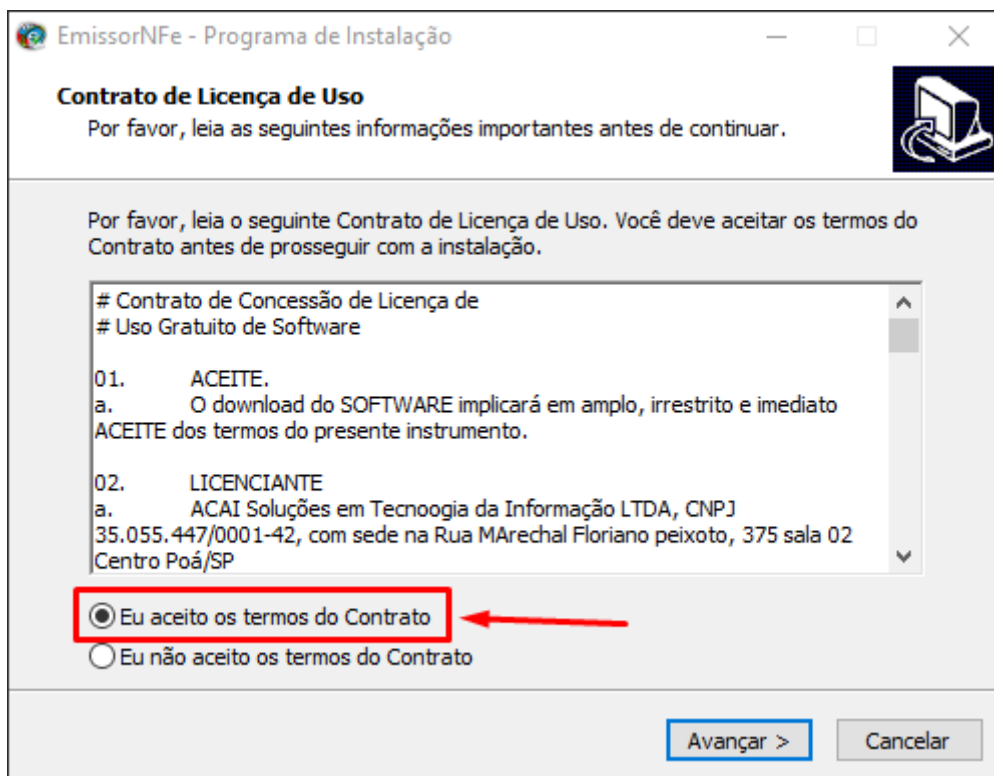 EmissorNFe - Programa de Instalação
Contrato de Licença de Uso
Por favor, leia as seguintes informações importantes antes de continuar.
Por favor, leia o seguinte Contrato de Licença de Uso. Você deve aceitar os termos do
Contrato antes de prosseguir com a instalação.
# Contrato de Concessão de Licença de
# Uso Gratuito de Software
01. ACEITE.
a. O download do SOFTWARE implicará em amplo, irrestrito e imediato
ACEITE dos termos do presente instrumento.
02. LICENCIANTE
a. ACAI Soluções em Tecnoogia da Informação LTDA, CNPJ
35.055.447/0001-42, com sede na Rua MArechal Floriano peixoto, 375 sala 02
Centro Poá/SP
Eu aceito os termos do Contrato
Eu não aceito os termos do Contrato
Avançar >
Cancelar